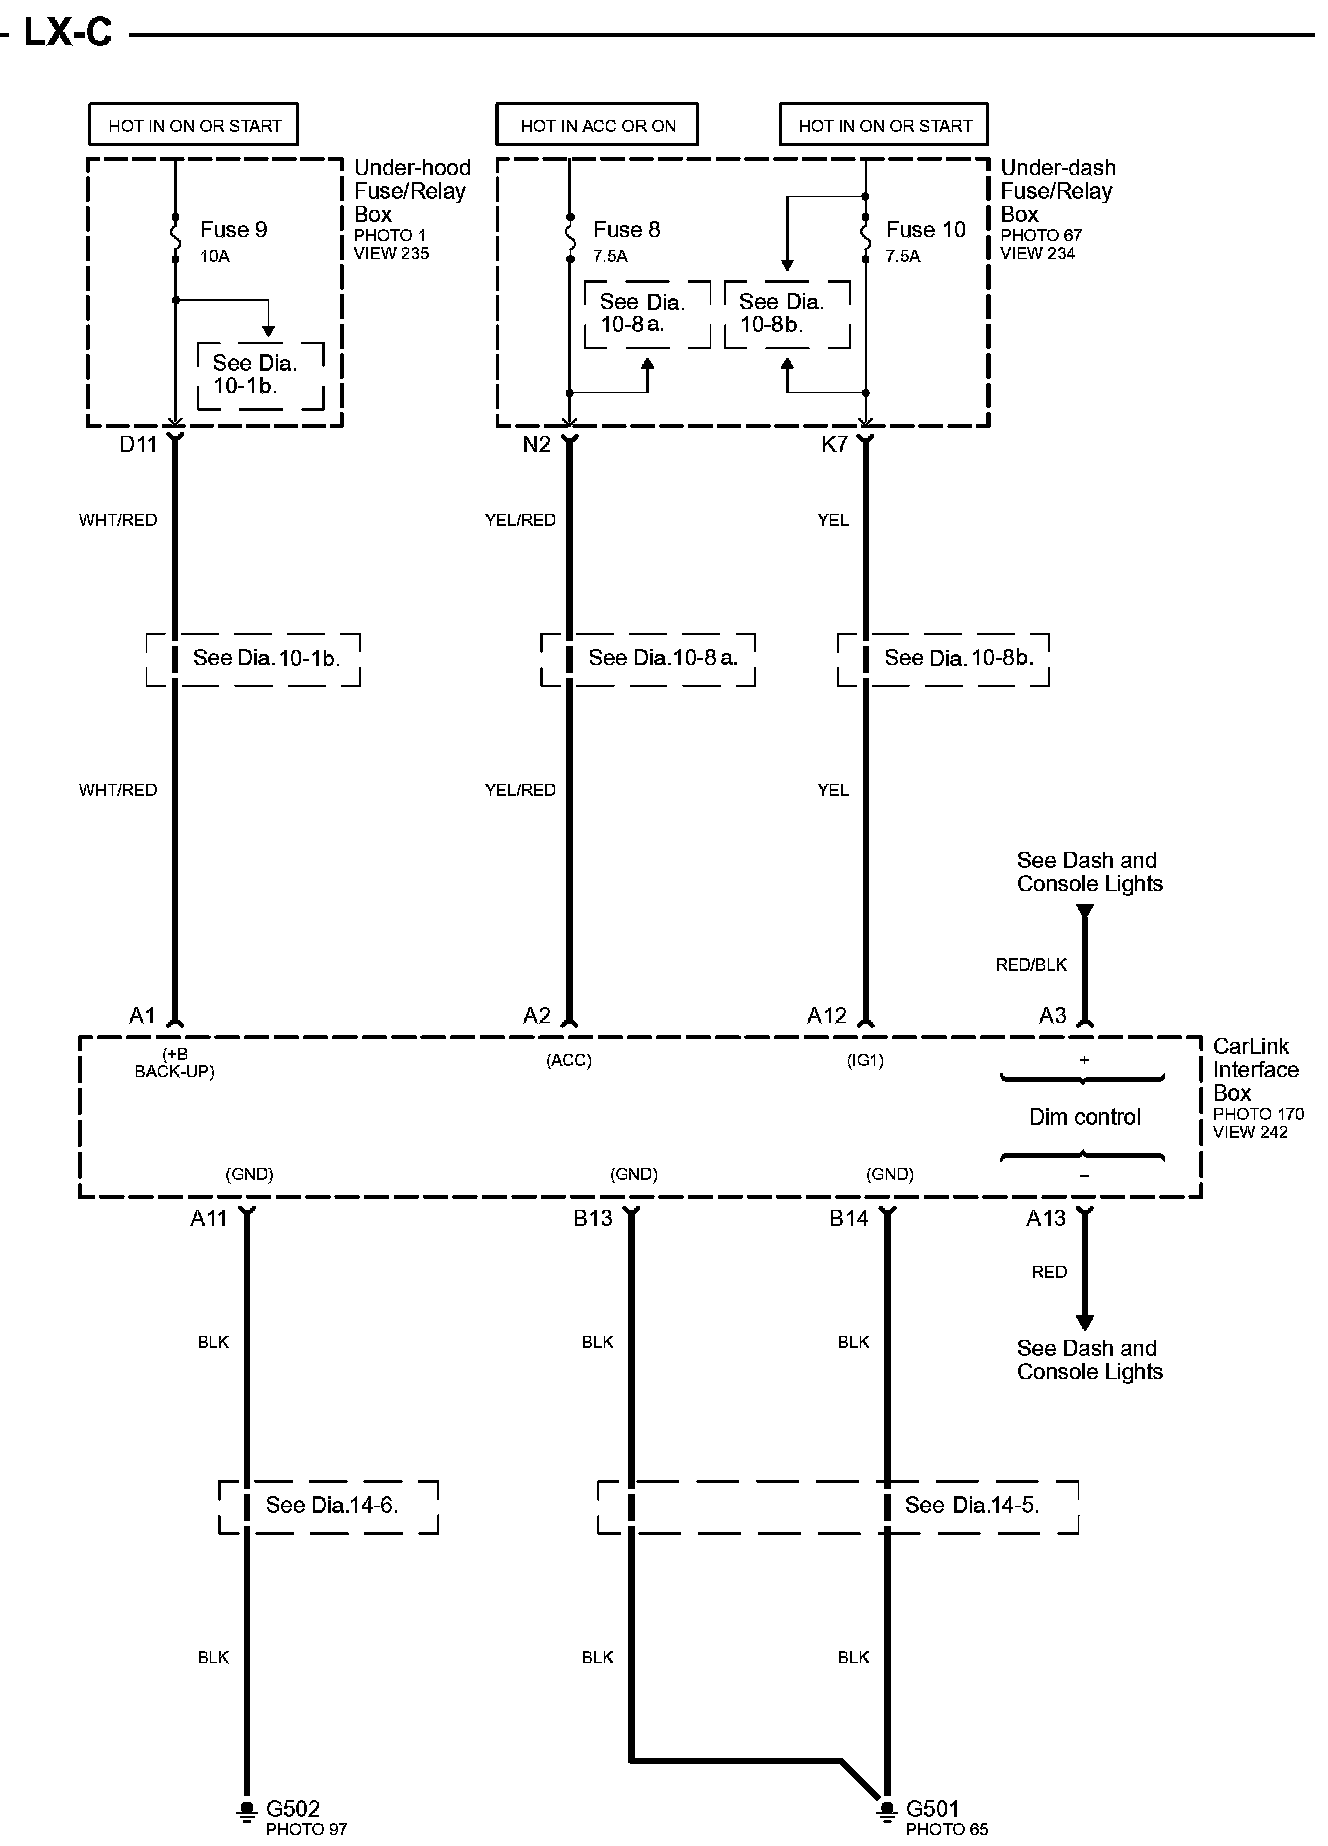 LX-C
HOT IN ON OR START
HOT IN ACC OR ON
HOT IN ON OR START
Under-hood
Fuse/Relay
Box
PHOTO 1
VIEW 235
Under-dash
Fuse/Relay
Box
PHOTO 67
VIEW 234
Fuse 9
10A
Fuse 8
7.5A
Fuse 10
7.5A
See Dia.
10-8a.
See Dia.
10-8b.
See Dia.
10-1b.
D11
N2
K7
WHT/RED
YEL/RED
YEL
See Dia.10-1b.
See Dia.10-8a.
See Dia.10-8b.
WHT/RED
YEL/RED
YEL
See Dash and
Console Lights
RED/BLK
A1
A2
A12
A3
(+B
BACK-UP)
(ACC)
(IG1)
+
Dim control
–
CarLink
Interface
Box
PHOTO 170
VIEW 242
(GND)
(GND)
(GND)
A11
B13
B14
A13
RED
BLK
BLK
BLK
See Dash and
Console Lights
See Dia.14-6.
See Dia.14-5.
BLK
BLK
BLK
G502
PHOTO 97
G501
PHOTO 65